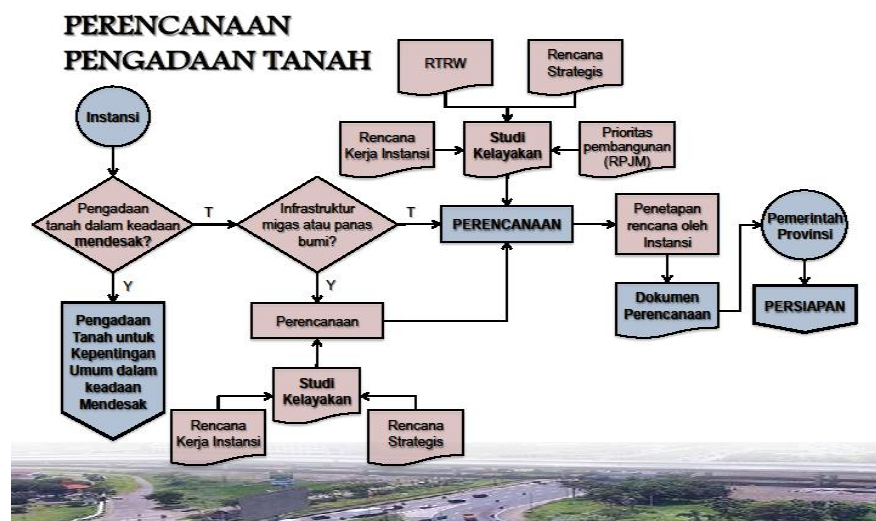 PERENCANAAN
PENGADAAN TANAH
RTRW
Rencana
Strategis
Instansi
Rencana
Kerja Instansi
Studi
Kelayakan
Prioritas
pembangunan
(RPJM)
Pengadaan
tanah dalam keadaan
mendesak?
T
Infrastruktur
migas atau panas
bumi?
T
PERENCANAAN
Penetapan
rencana oleh
Instansi
Pemerintah
Provinsi
Y
Y
Pengadaan
Tanah untuk
Kepentingan
Umum dalam
keadaan
Mendesak
Perencanaan
Dokumen
Perencanaan
PERSIAPAN
Studi
Kelayakan
Rencana
Kerja Instansi
Rencana
Strategis